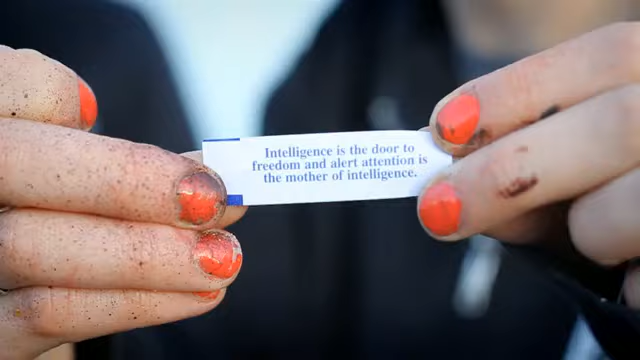 Intelligence is the door to
freedom and alert attention is
the mother of intelligence.